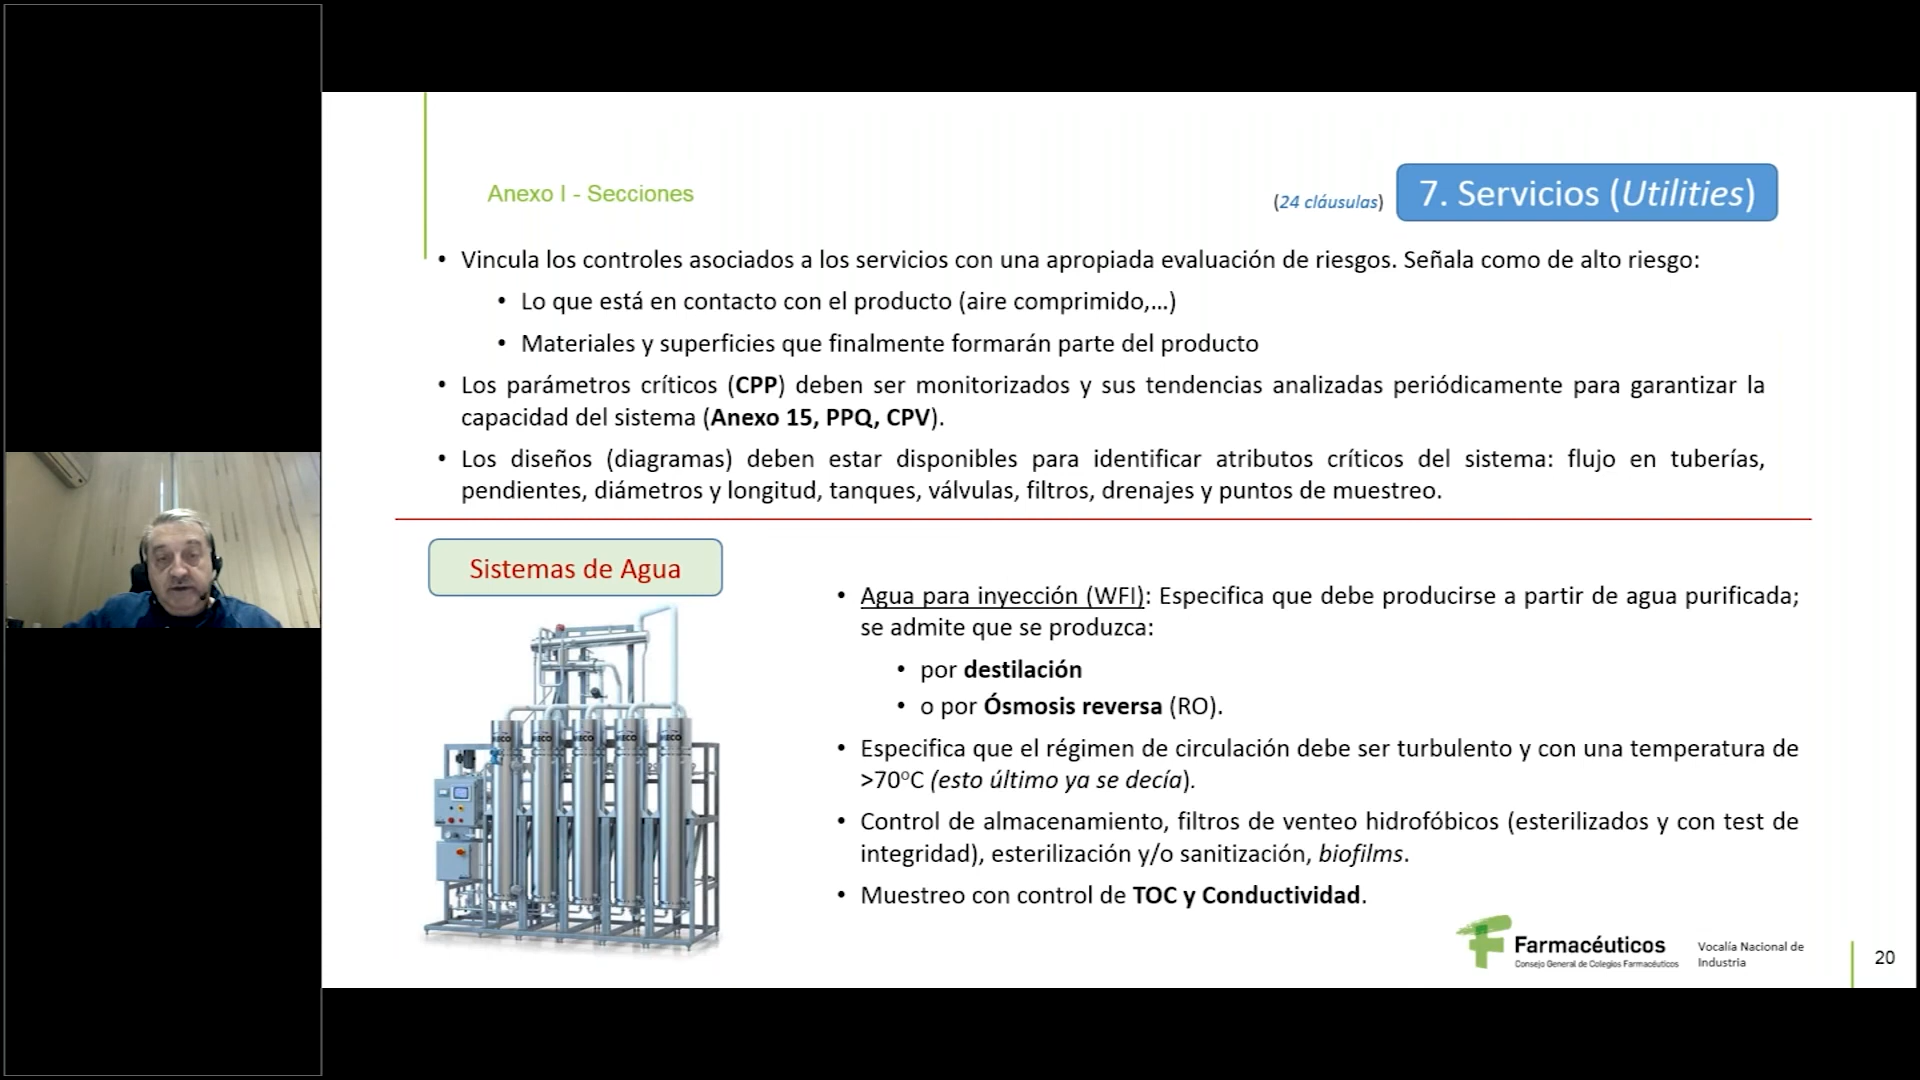 Anexo I - Secciones
(24 cláusulas)
7. Servicios (Utilities)
• Vincula los controles asociados a los servicios con una apropiada evaluación de riesgos. Señala como de alto riesgo:
• Lo que está en contacto con el producto (aire comprimido,...)
• Materiales y superficies que finalmente formarán parte del producto
• Los parámetros críticos (CPP) deben ser monitorizados y sus tendencias analizadas periódicamente para garantizar la
capacidad del sistema (Anexo 15, PPQ, CPV).
• Los diseños (diagramas) deben estar disponibles para identificar atributos críticos del sistema: flujo en tuberías,
pendientes, diámetros y longitud, tanques, válvulas, filtros, drenajes y puntos de muestreo.
Sistemas de Agua
• Agua para inyección (WFI): Especifica que debe producirse a partir de agua purificada;
se admite que se produzca:
• por destilación
• o por Ósmosis reversa (RO).
• Especifica que el régimen de circulación debe ser turbulento y con una temperatura de
>70ºC (esto último ya se decía).
• Control de almacenamiento, filtros de venteo hidrofóbicos (esterilizados y con test de
integridad), esterilización y/o sanitización, biofilms.
• Muestreo con control de TOC y Conductividad.
Farmacéuticos
Consejo General de Colegios Farmacéuticos
Vocalía Nacional de
Industria
20